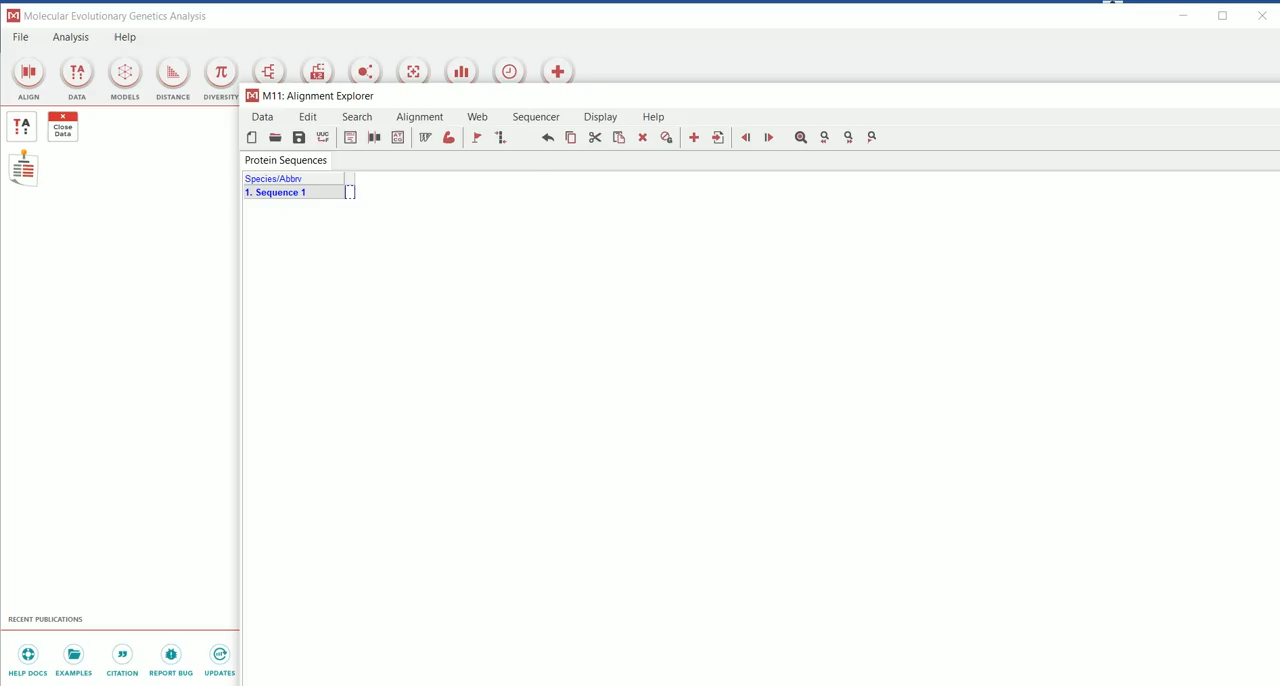 Molecular Evolutionary Genetics Analysis
File Analysis Help
ALIGN DATA MODELS DISTANCE DIVERSITY
M11: Alignment Explorer
Data Edit Search Alignment Web Sequencer Display Help
TA
Close
Data
Protein Sequences
Species/Abbrv
1. Sequence 1
RECENT PUBLICATIONS
HELP DOCS EXAMPLES CITATION REPORT BUG UPDATES